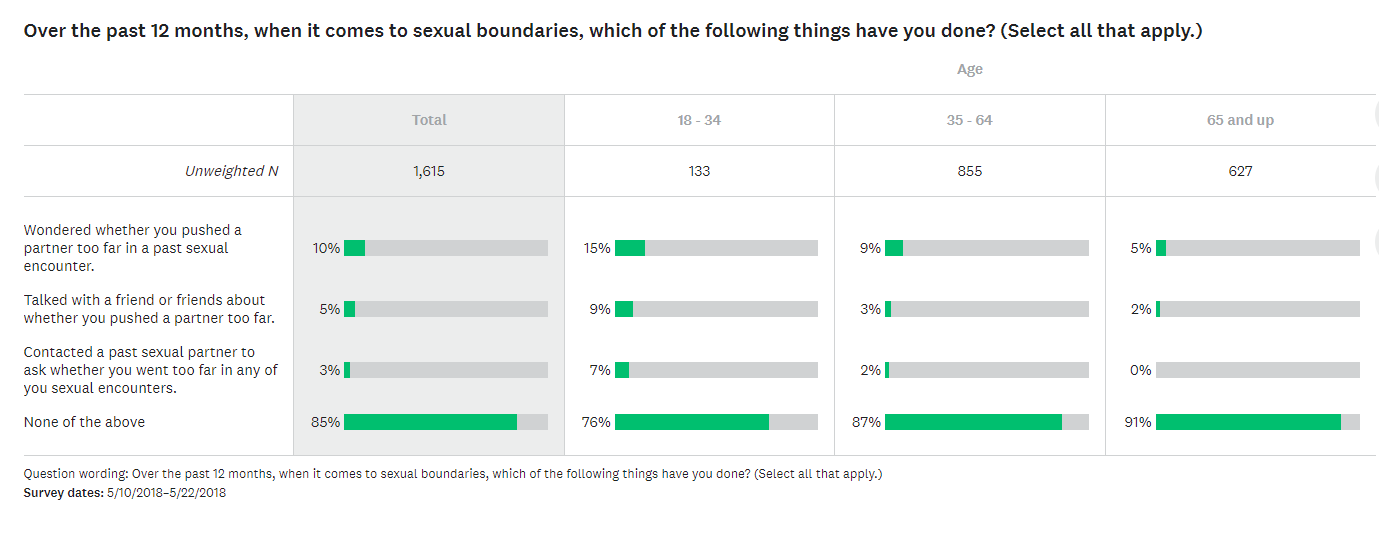 Over the past 12 months, when it comes to sexual boundaries, which of the following things have you done? (Select all that apply.)
Age
Total 18 - 34 35 - 64 65 and up
Unweighted N 1,615 133 855 627
Wondered whether you pushed a
partner too far in a past sexual
encounter.
10% 15% 9% 5%
Talked with a friend or friends about
whether you pushed a partner too far.
5% 9% 3% 2%
Contacted a past sexual partner to
ask whether you went too far in any of
you sexual encounters.
3% 7% 2% 0%
None of the above 85% 76% 87% 91%
Question wording: Over the past 12 months, when it comes to sexual boundaries, which of the following things have you done? (Select all that apply.)
Survey dates: 5/10/2018–5/22/2018